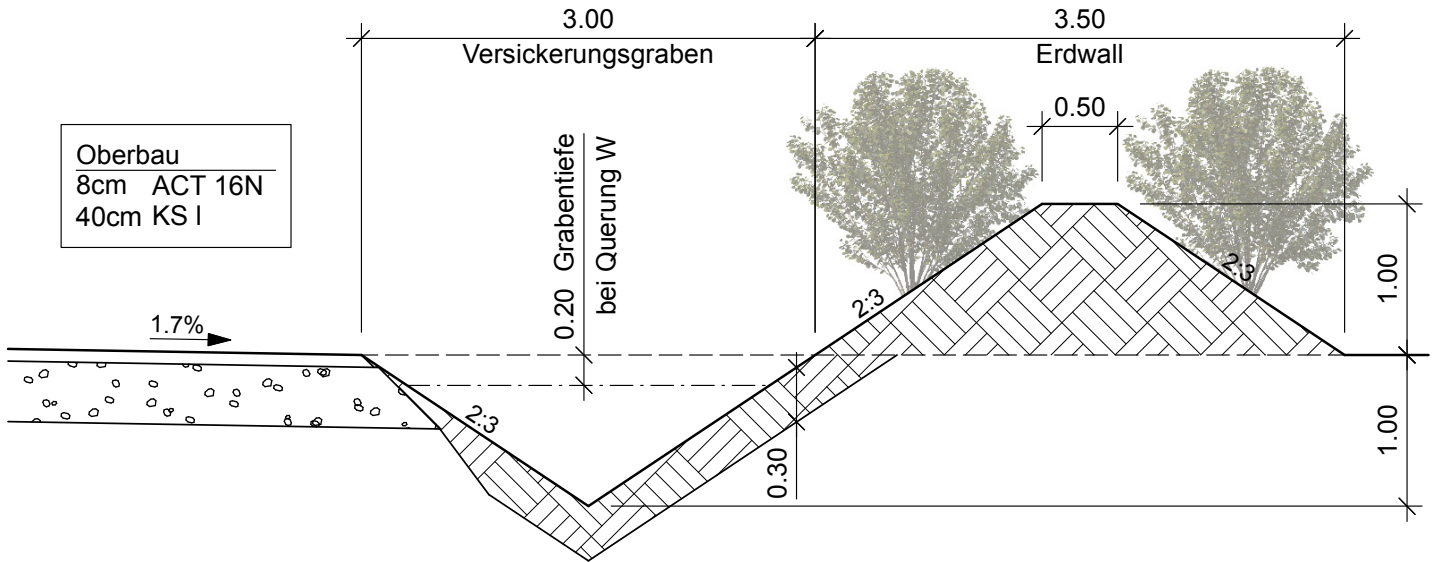 3.00
Versickerungsgraben
3.50
Erdwall
0.50
Oberbau
8cm ACT 16N
40cm KS I
0.20 Grabentiefe
bei Querung W
1.7%
2:3
2:3
2:3
1.00
1.00
0.30